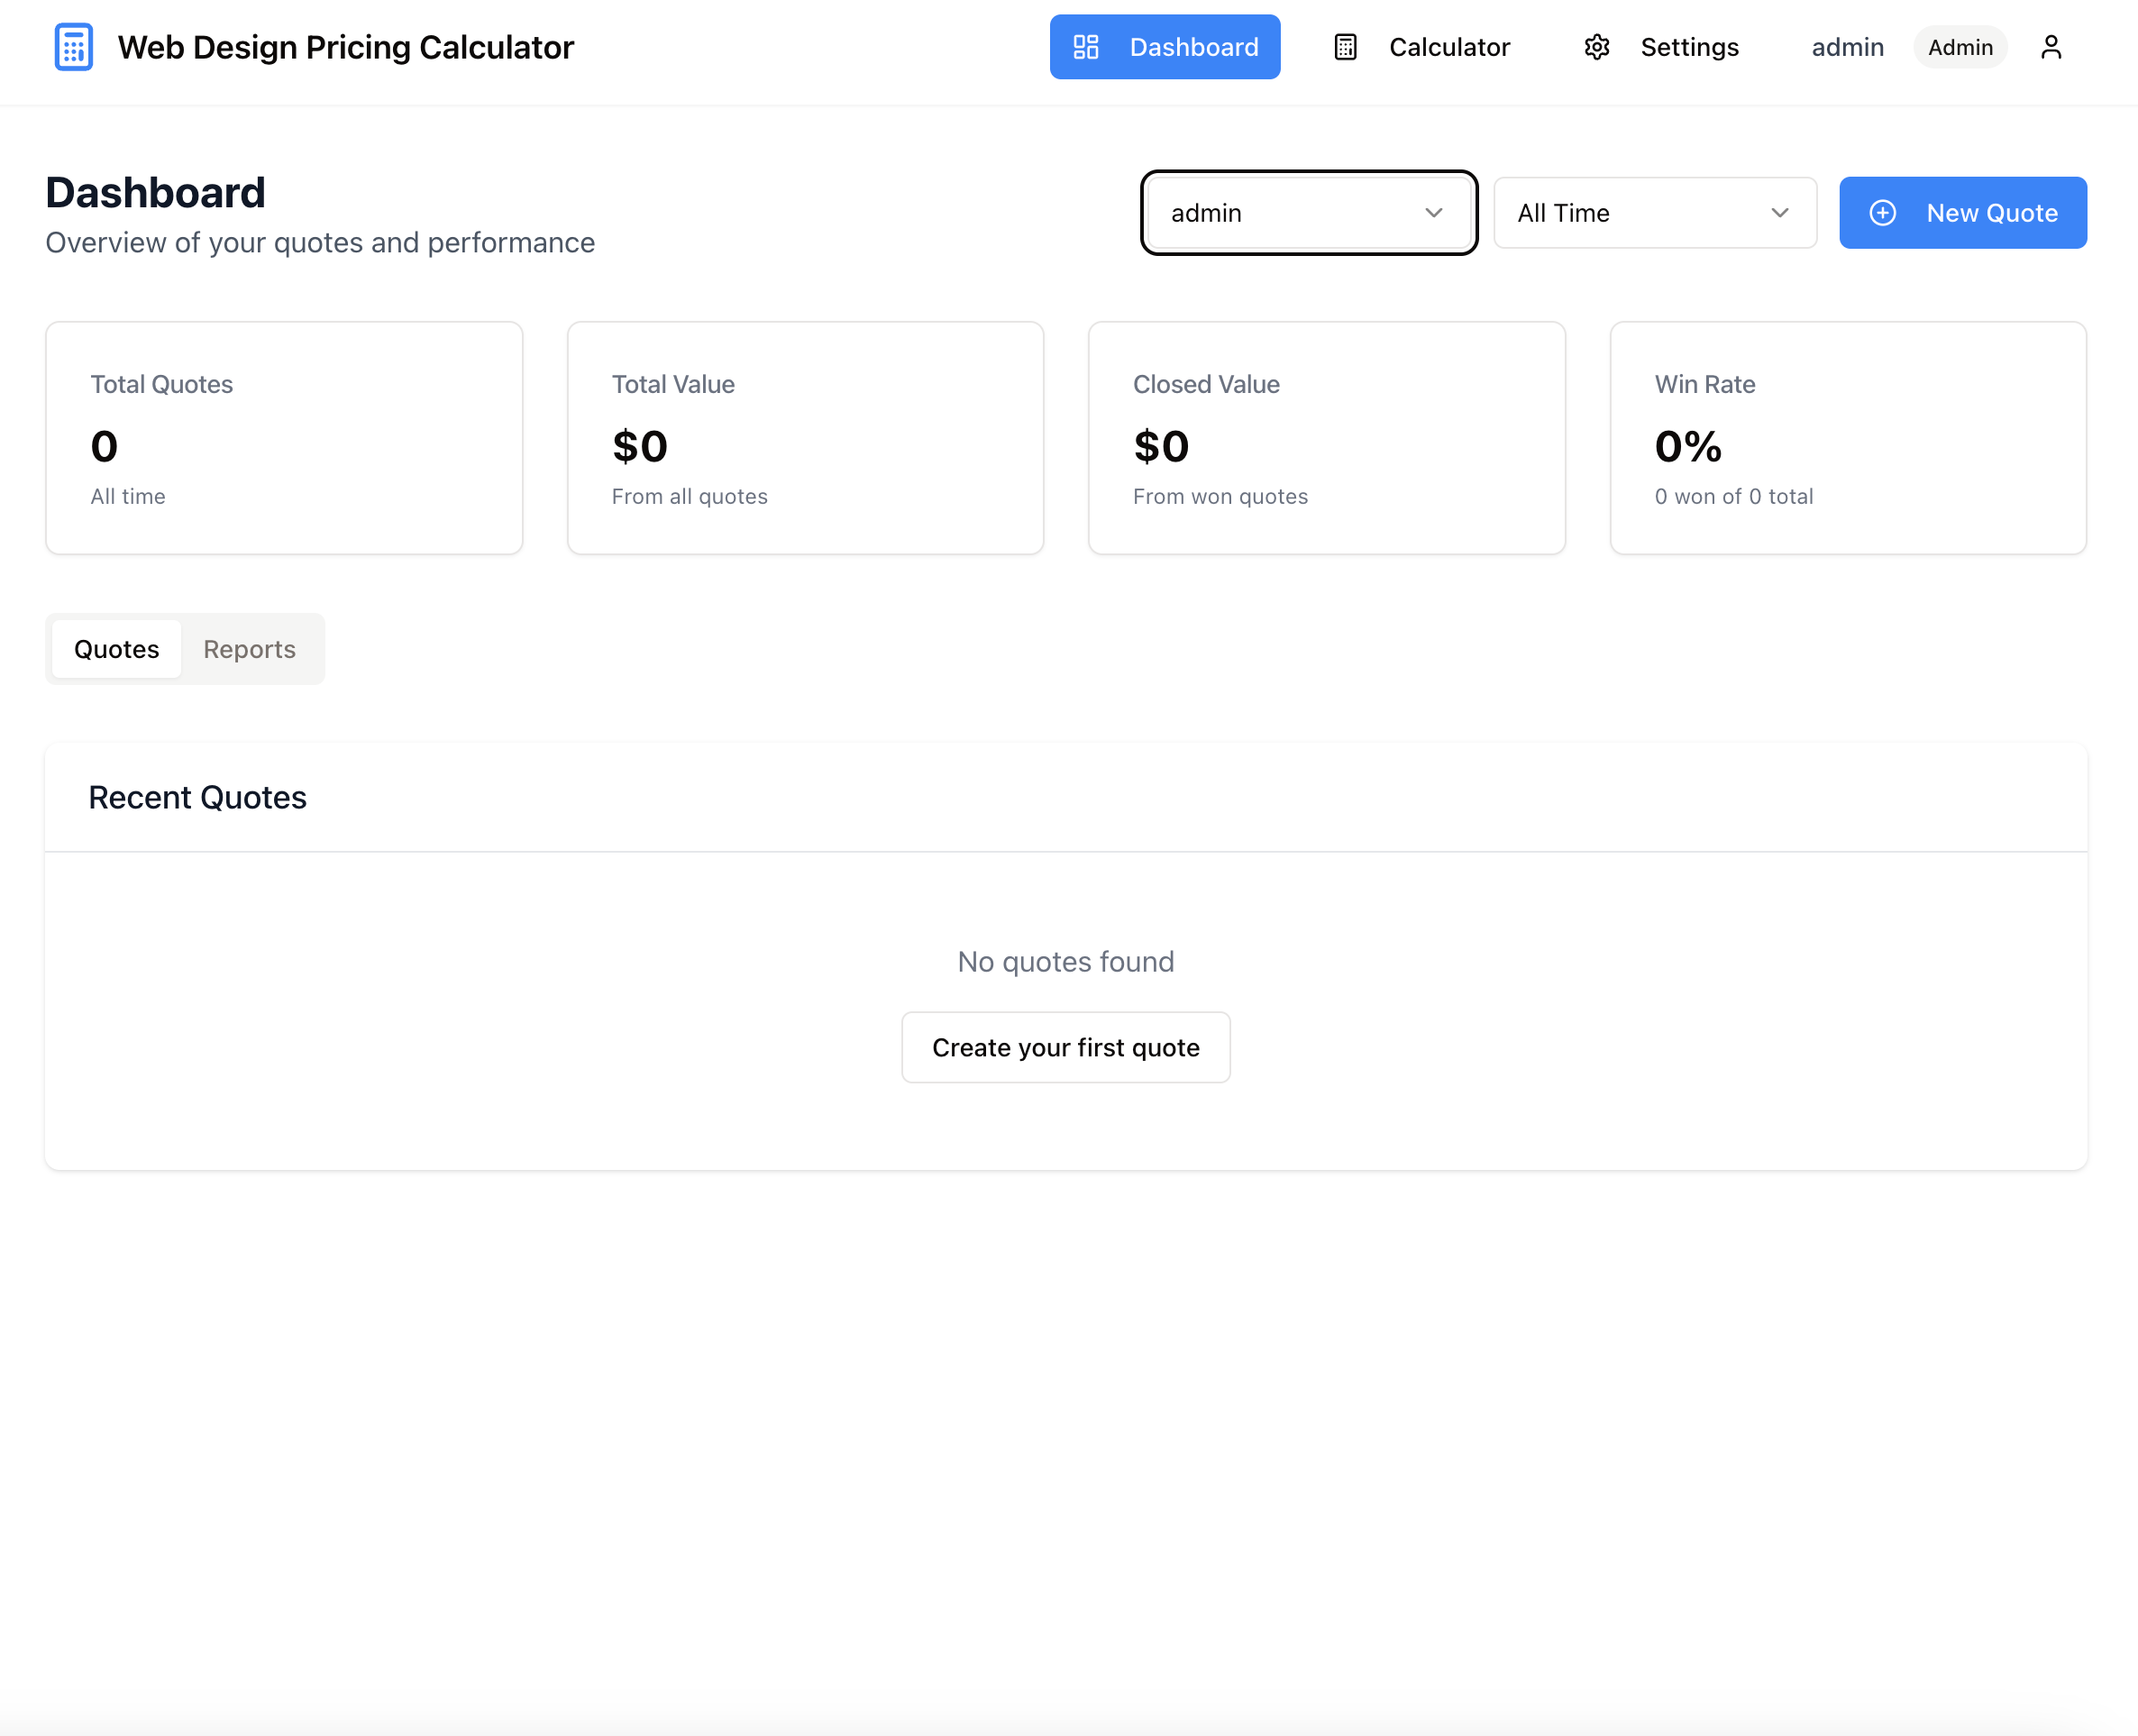 Web Design Pricing Calculator
Dashboard
Calculator
Settings
admin
Admin
Dashboard
Overview of your quotes and performance
admin
All Time
New Quote
Total Quotes
0
All time
Total Value
$0
From all quotes
Closed Value
$0
From won quotes
Win Rate
0%
0 won of 0 total
Quotes
Reports
Recent Quotes
No quotes found
Create your first quote